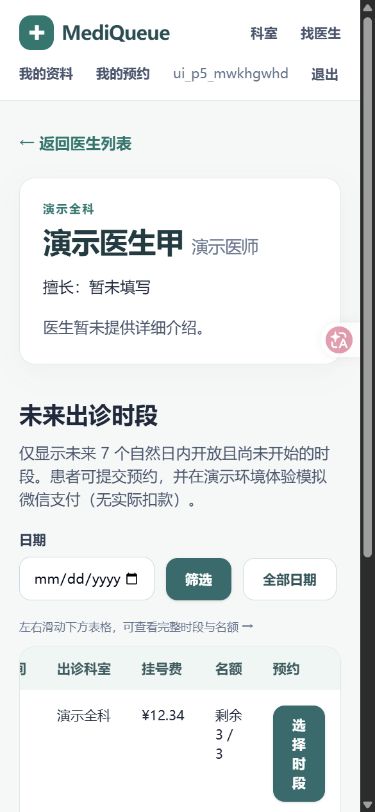 MediQueue
科室 找医生
我的资料 我的预约 ui_p5_mwkhgwhd 退出
← 返回医生列表
演示全科
演示医生甲 演示医师
擅长：暂未填写
医生暂未提供详细介绍。
未来出诊时段
仅显示未来 7 个自然日内开放且尚未开始的时
段。患者可提交预约，并在演示环境体验模拟
微信支付（无实际扣款）。
日期
mm/dd/yyyy 筛选 全部日期
左右滑动下方表格，可查看完整时段与名额 →
出诊科室 挂号费 名额 预约
演示全科 ¥12.34 剩余
3 /
3
选
择
时
段